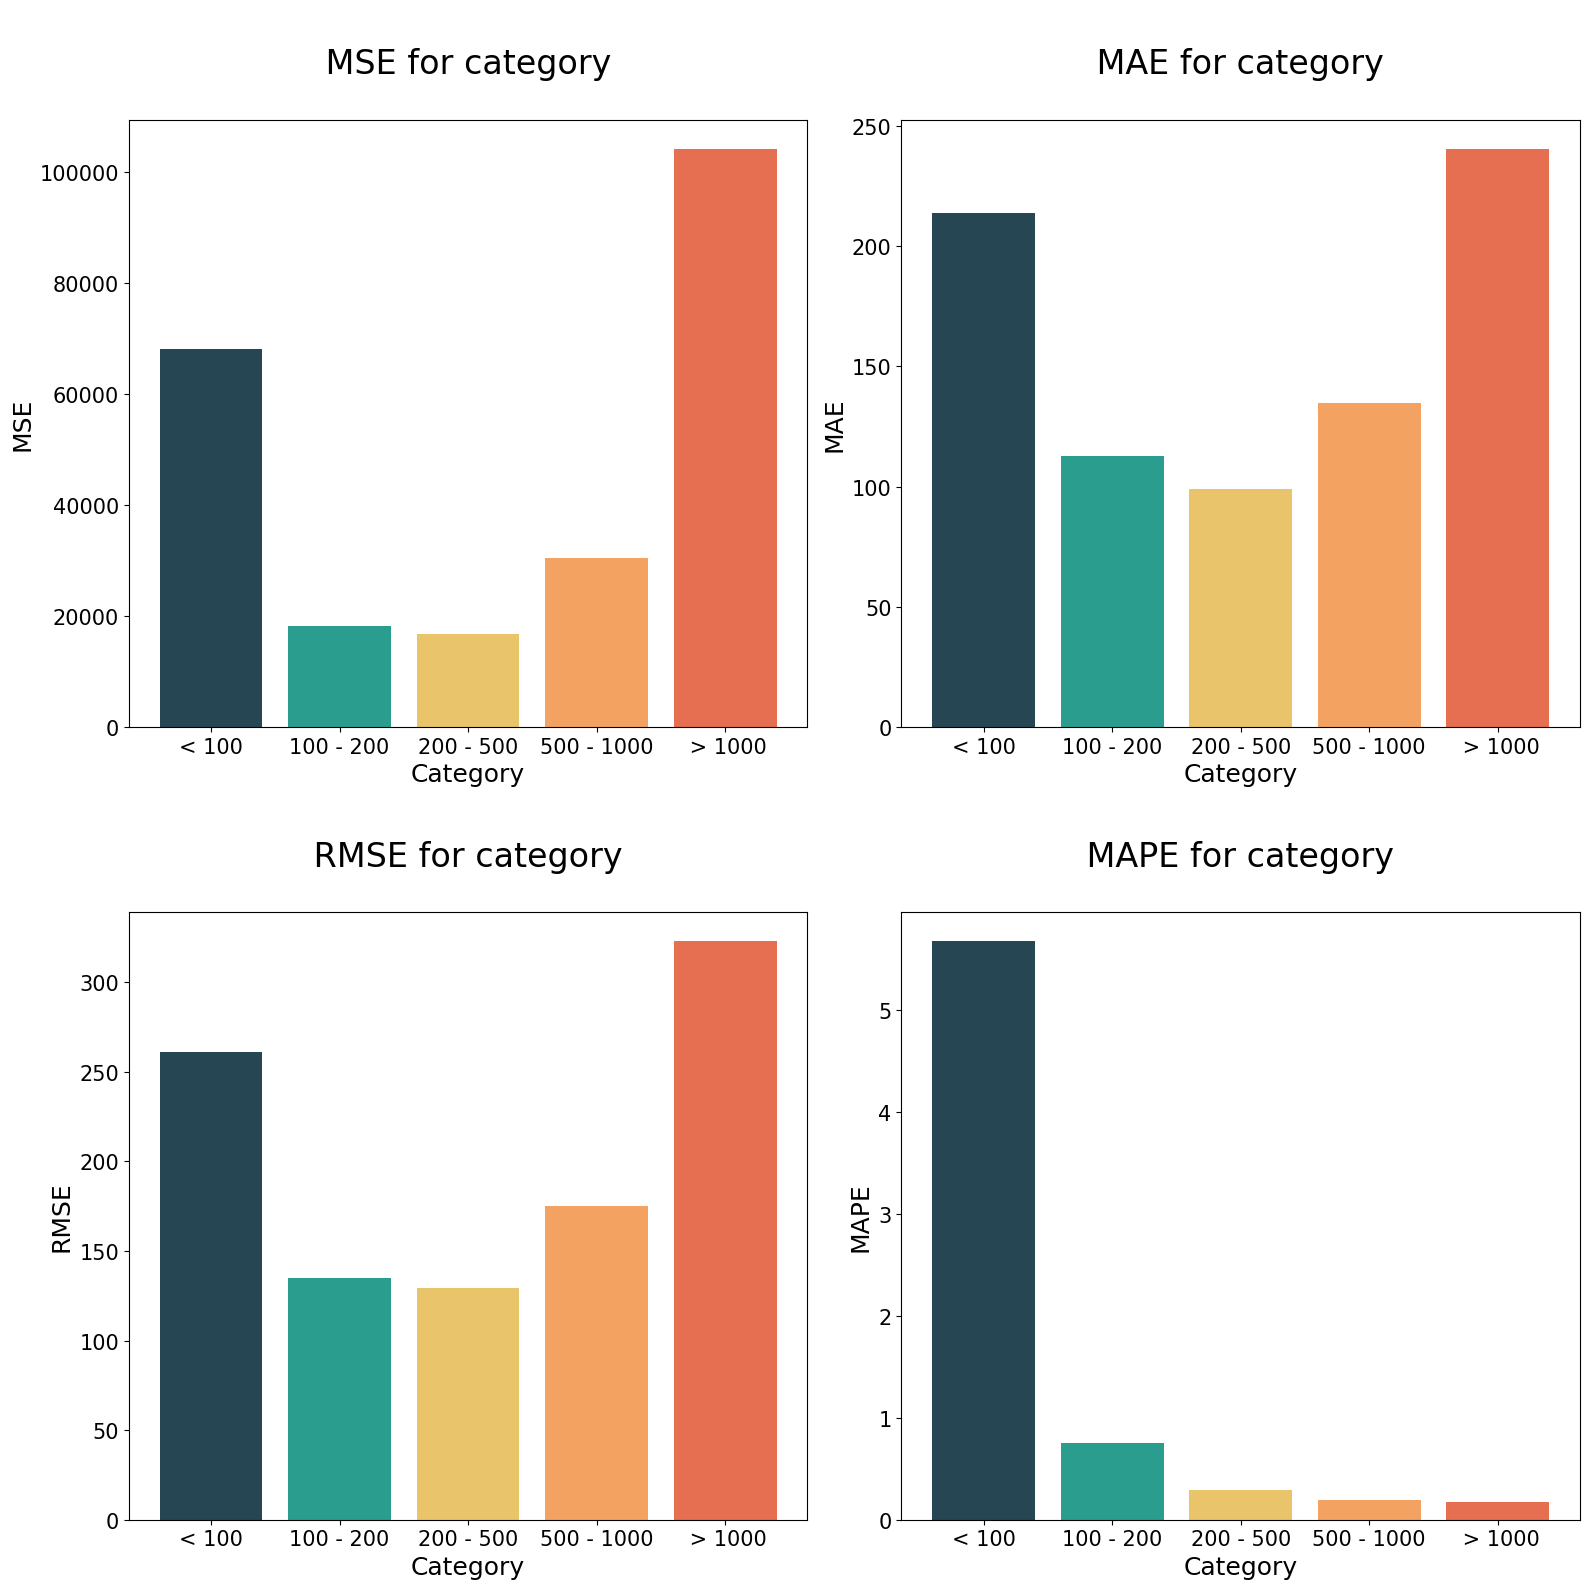 MSE for category
MSE
100000
80000
60000
40000
20000
0
< 100
100 - 200
200 - 500
500 - 1000
> 1000
Category
MAE for category
MAE
250
200
150
100
50
0
< 100
100 - 200
200 - 500
500 - 1000
> 1000
Category
RMSE for category
RMSE
300
250
200
150
100
50
0
< 100
100 - 200
200 - 500
500 - 1000
> 1000
Category
MAPE for category
MAPE
5
4
3
2
1
0
< 100
100 - 200
200 - 500
500 - 1000
> 1000
Category